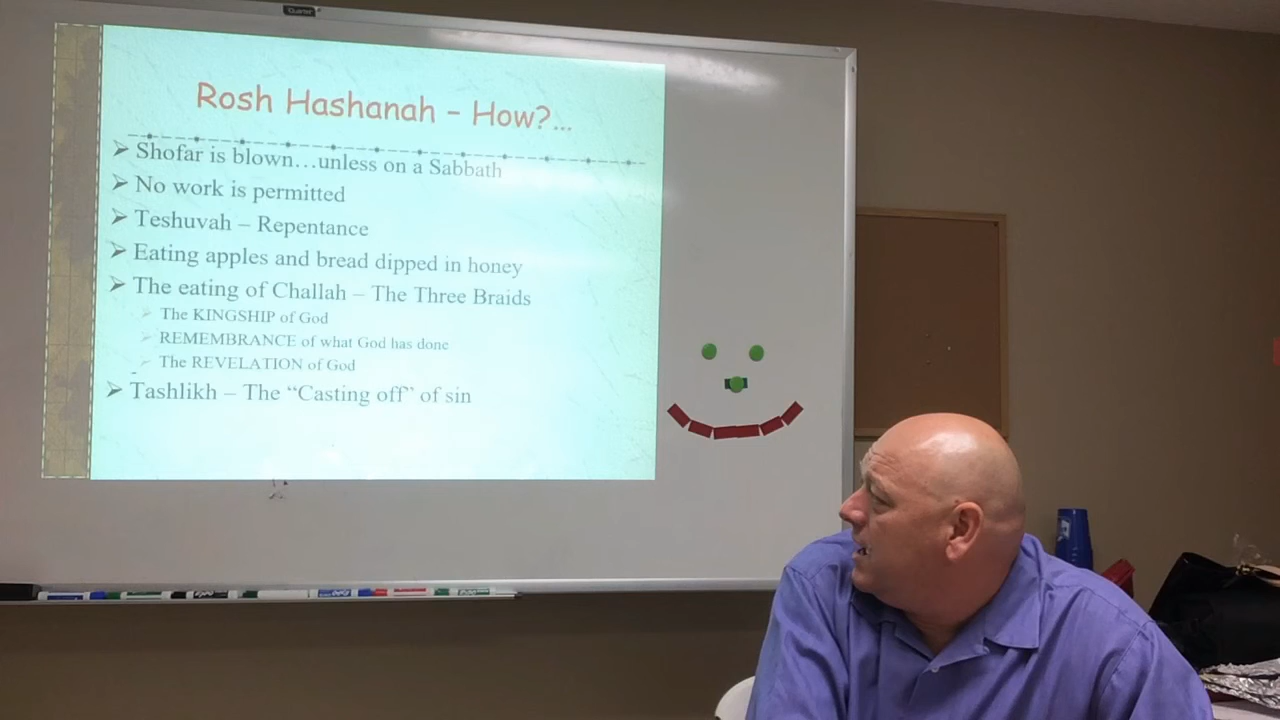 Rosh Hashanah – How?...
Shofar is blown…unless on a Sabbath
No work is permitted
Teshuvah – Repentance
Eating apples and bread dipped in honey
The eating of Challah – The Three Braids
The KINGSHIP of God
REMEMBRANCE of what God has done
The REVELATION of God
Tashlikh – The “Casting off” of sin